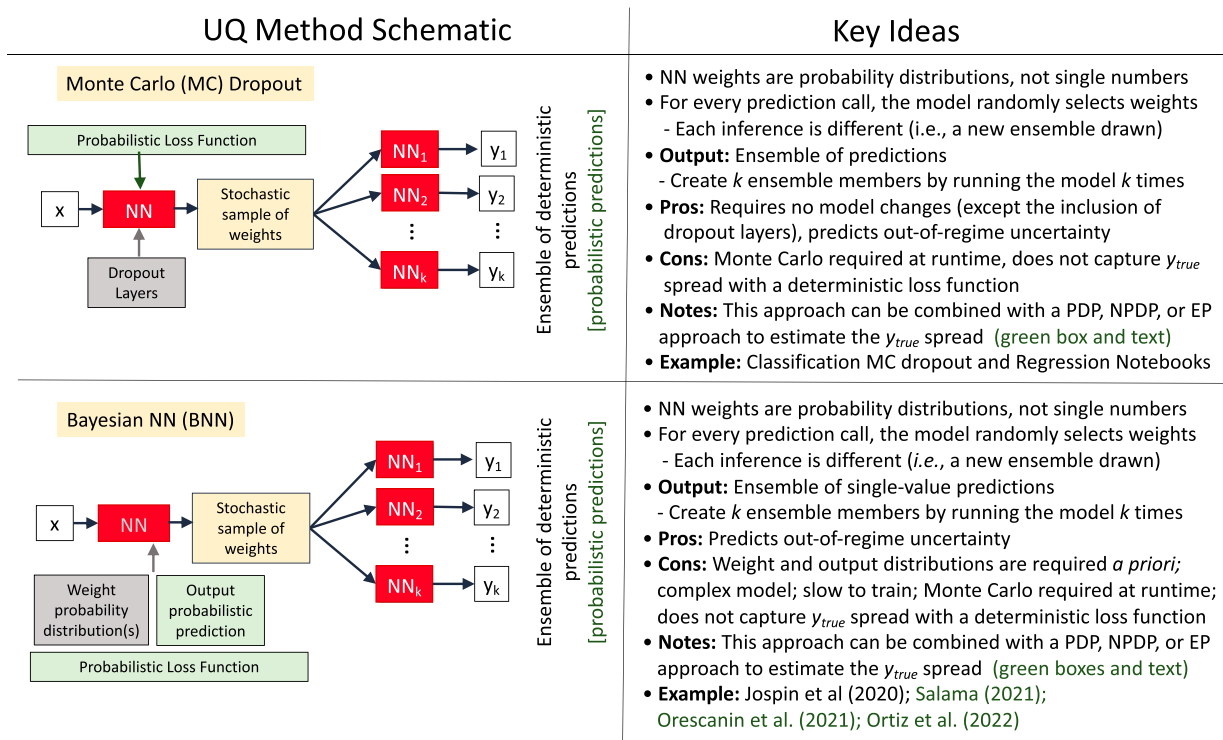 UQ Method Schematic
Key Ideas
Monte Carlo (MC) Dropout
Probabilistic Loss Function
x
NN
Stochastic
sample of
weights
Dropout
Layers
NN1
y1
NN2
y2
⋮
⋮
NNk
yk
Ensemble of deterministic
predictions
[probabilistic predictions]
• NN weights are probability distributions, not single numbers
• For every prediction call, the model randomly selects weights
- Each inference is different (i.e., a new ensemble drawn)
• Output: Ensemble of predictions
- Create k ensemble members by running the model k times
• Pros: Requires no model changes (except the inclusion of
dropout layers), predicts out-of-regime uncertainty
• Cons: Monte Carlo required at runtime, does not capture ytrue
spread with a deterministic loss function
• Notes: This approach can be combined with a PDP, NPDP, or EP
approach to estimate the ytrue spread (green box and text)
• Example: Classification MC dropout and Regression Notebooks
Bayesian NN (BNN)
x
NN
Stochastic
sample of
weights
Weight
probability
distribution(s)
Output
probabilistic
prediction
Probabilistic Loss Function
NN1
y1
NN2
y2
⋮
⋮
NNk
yk
Ensemble of deterministic
predictions
[probabilistic predictions]
• NN weights are probability distributions, not single numbers
• For every prediction call, the model randomly selects weights
- Each inference is different (i.e., a new ensemble drawn)
• Output: Ensemble of single-value predictions
- Create k ensemble members by running the model k times
• Pros: Predicts out-of-regime uncertainty
• Cons: Weight and output distributions are required a priori;
complex model; slow to train; Monte Carlo required at runtime;
does not capture ytrue spread with a deterministic loss function
• Notes: This approach can be combined with a PDP, NPDP, or EP
approach to estimate the ytrue spread (green boxes and text)
• Example: Jospin et al (2020); Salama (2021);
Orescanin et al. (2021); Ortiz et al. (2022)